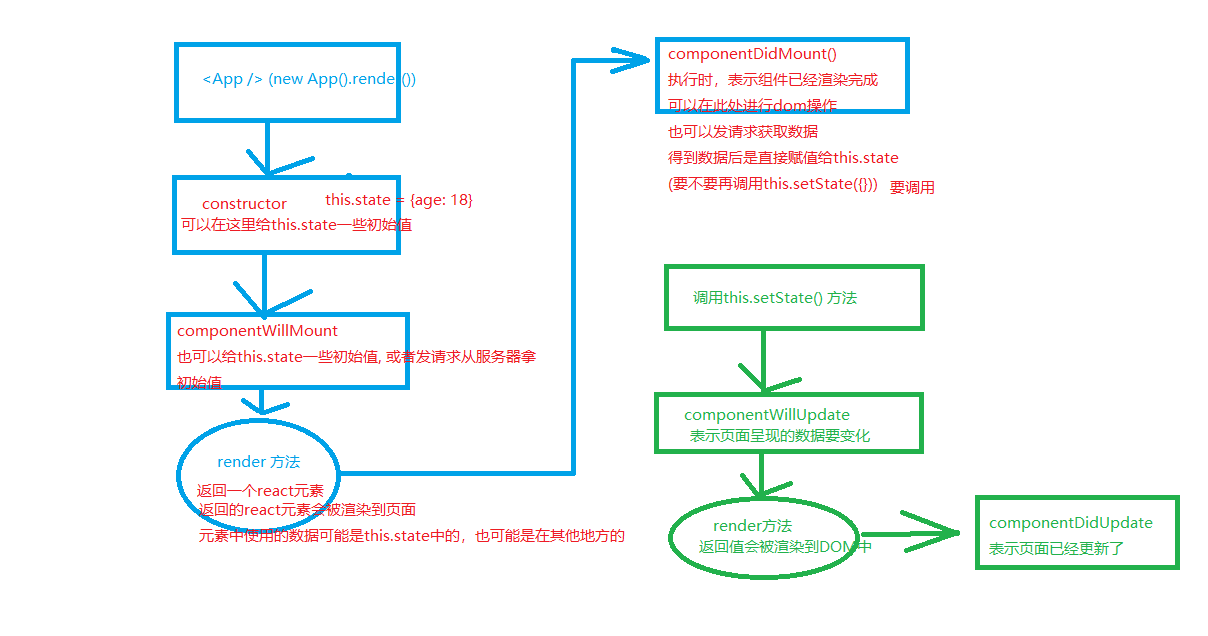 <App /> (new App().render())
constructor
this.state = {age: 18}
可以在这里给this.state一些初始值
componentWillMount
也可以给this.state一些初始值, 或者发请求从服务器拿
初始值
render 方法
返回一个react元素
返回的react元素会被渲染到页面
元素中使用的数据可能是this.state中的，也可能是在其他地方的
componentDidMount()
执行时，表示组件已经渲染完成
可以在此处进行dom操作
也可以发请求获取数据
得到数据后是直接赋值给this.state
(要不要再调用this.setState({})) 要调用
调用this.setState() 方法
componentWillUpdate
表示页面呈现的数据要变化
render方法
返回值会被渲染到DOM中
componentDidUpdate
表示页面已经更新了